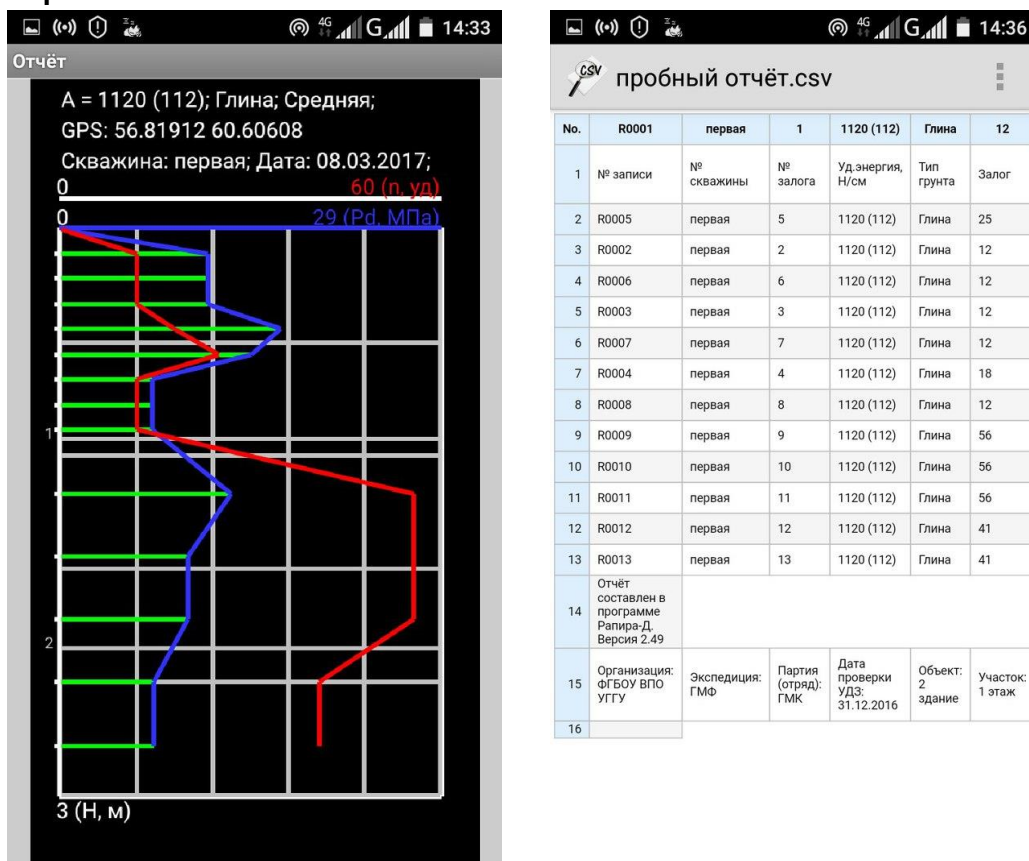 4G G 14:33
Отчёт
A = 1120 (112); Глина; Средняя;
GPS: 56.81912 60.60608
Скважина: первая; Дата: 08.03.2017;
0 60 (n, уд)
0 29 (Pd, МПа)
1
2
3 (Н, м)
4G G 14:36
CSV пробный отчёт.csv
No. R0001 первая 1 1120 (112) Глина 12
1 № записи № скважины № залога Уд.энергия, Н/см Тип грунта Залог
2 R0005 первая 5 1120 (112) Глина 25
3 R0002 первая 2 1120 (112) Глина 12
4 R0006 первая 6 1120 (112) Глина 12
5 R0003 первая 3 1120 (112) Глина 12
6 R0007 первая 7 1120 (112) Глина 12
7 R0004 первая 4 1120 (112) Глина 18
8 R0008 первая 8 1120 (112) Глина 12
9 R0009 первая 9 1120 (112) Глина 56
10 R0010 первая 10 1120 (112) Глина 56
11 R0011 первая 11 1120 (112) Глина 56
12 R0012 первая 12 1120 (112) Глина 41
13 R0013 первая 13 1120 (112) Глина 41
14 Отчёт составлен в программе Рапира-Д. Версия 2.49
15 Организация: ФГБОУ ВПО УГГУ Экспедиция: ГМФ Партия (отряд): ГМК Дата проверки УДЗ: 31.12.2016 Объект: 2 здание Участок: 1 этаж
16